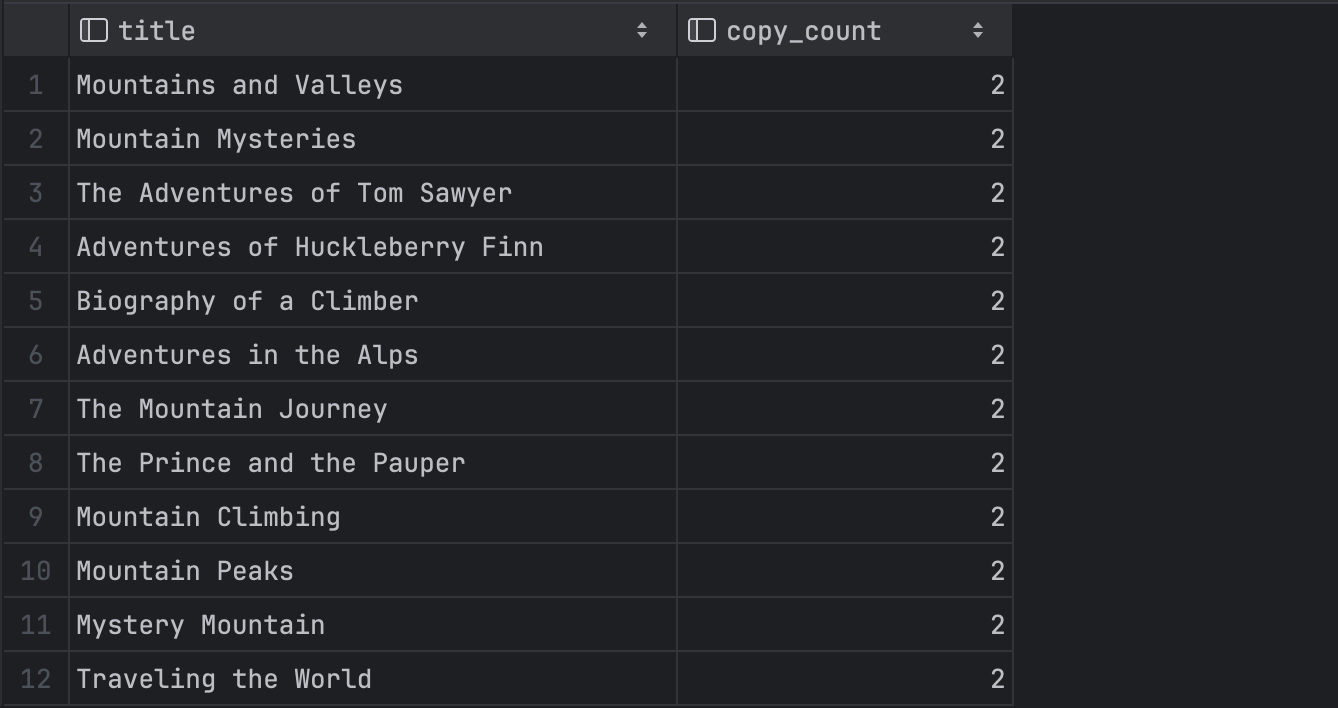 title copy_count
1 Mountains and Valleys 2
2 Mountain Mysteries 2
3 The Adventures of Tom Sawyer 2
4 Adventures of Huckleberry Finn 2
5 Biography of a Climber 2
6 Adventures in the Alps 2
7 The Mountain Journey 2
8 The Prince and the Pauper 2
9 Mountain Climbing 2
10 Mountain Peaks 2
11 Mystery Mountain 2
12 Traveling the World 2